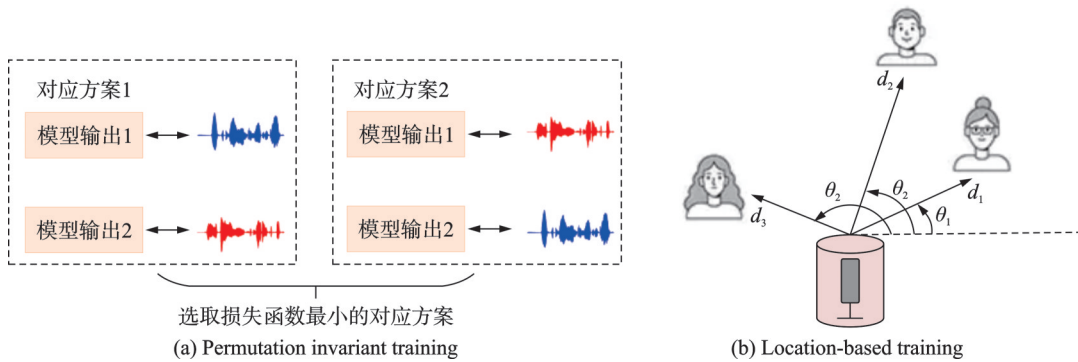 对应方案1
模型输出1
模型输出2
对应方案2
模型输出1
模型输出2
选取损失函数最小的对应方案
(a) Permutation invariant training
d₂
d₁
d₃
θ₂
θ₂
θ₁
(b) Location-based training